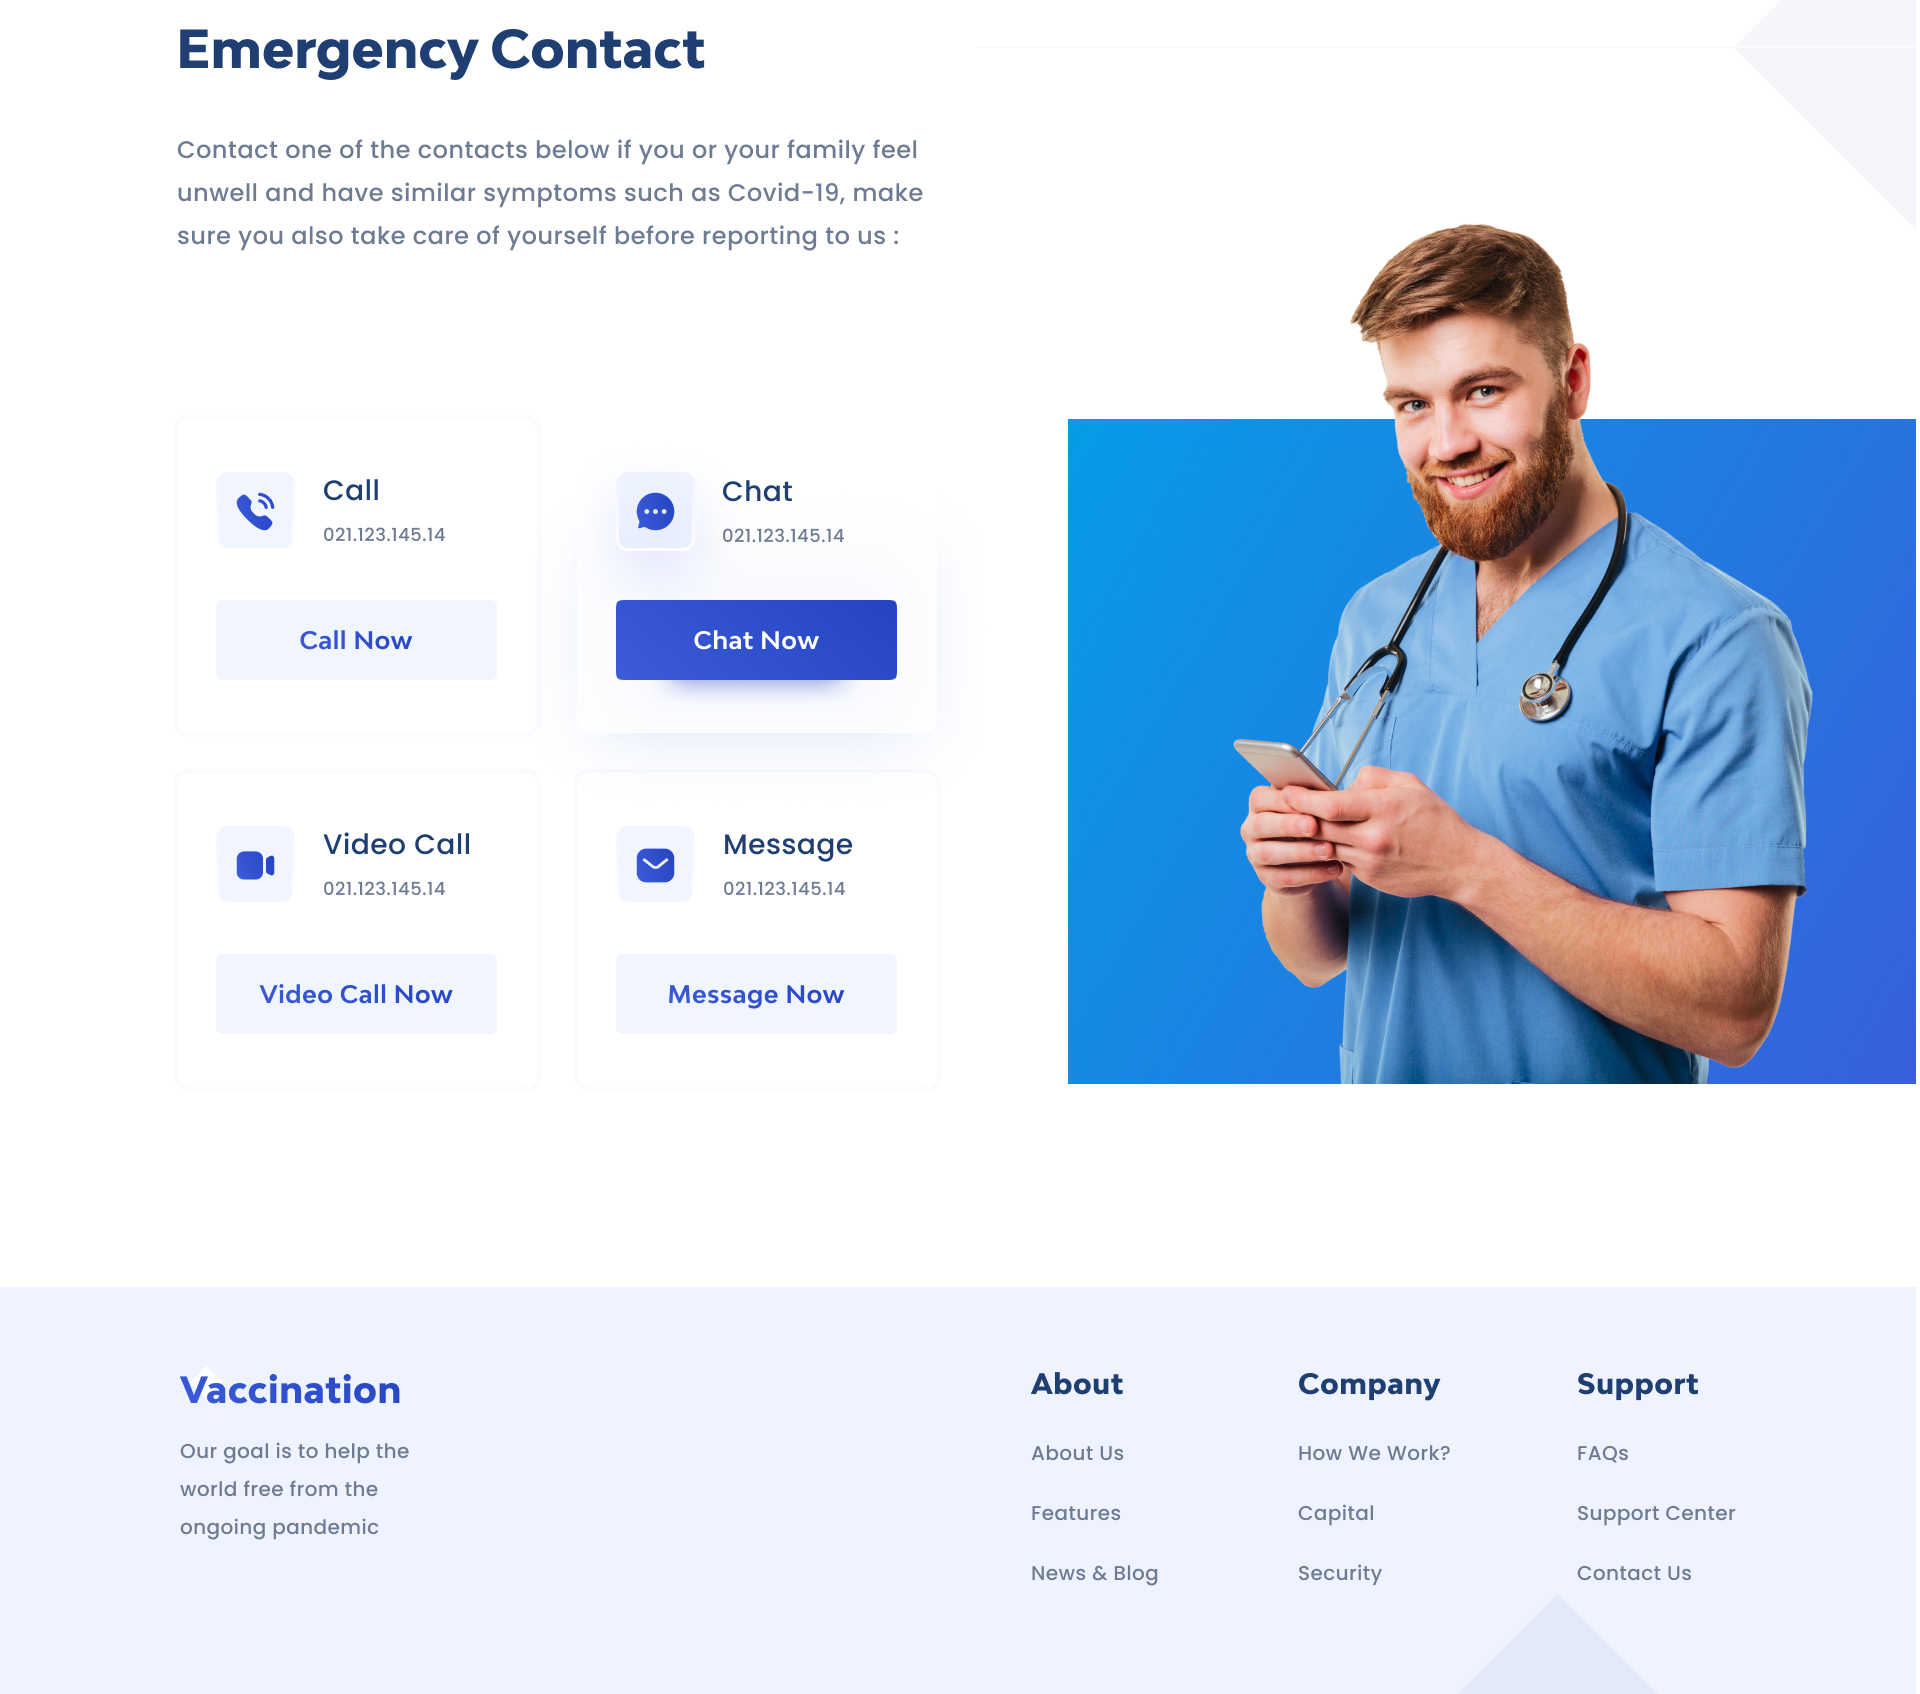 Emergency Contact
Contact one of the contacts below if you or your family feel
unwell and have similar symptoms such as Covid-19, make
sure you also take care of yourself before reporting to us :
Call
021.123.145.14
Call Now
Chat
021.123.145.14
Chat Now
Video Call
021.123.145.14
Video Call Now
Message
021.123.145.14
Message Now
Vaccination
Our goal is to help the
world free from the
ongoing pandemic
About
About Us
Features
News & Blog
Company
How We Work?
Capital
Security
Support
FAQs
Support Center
Contact Us